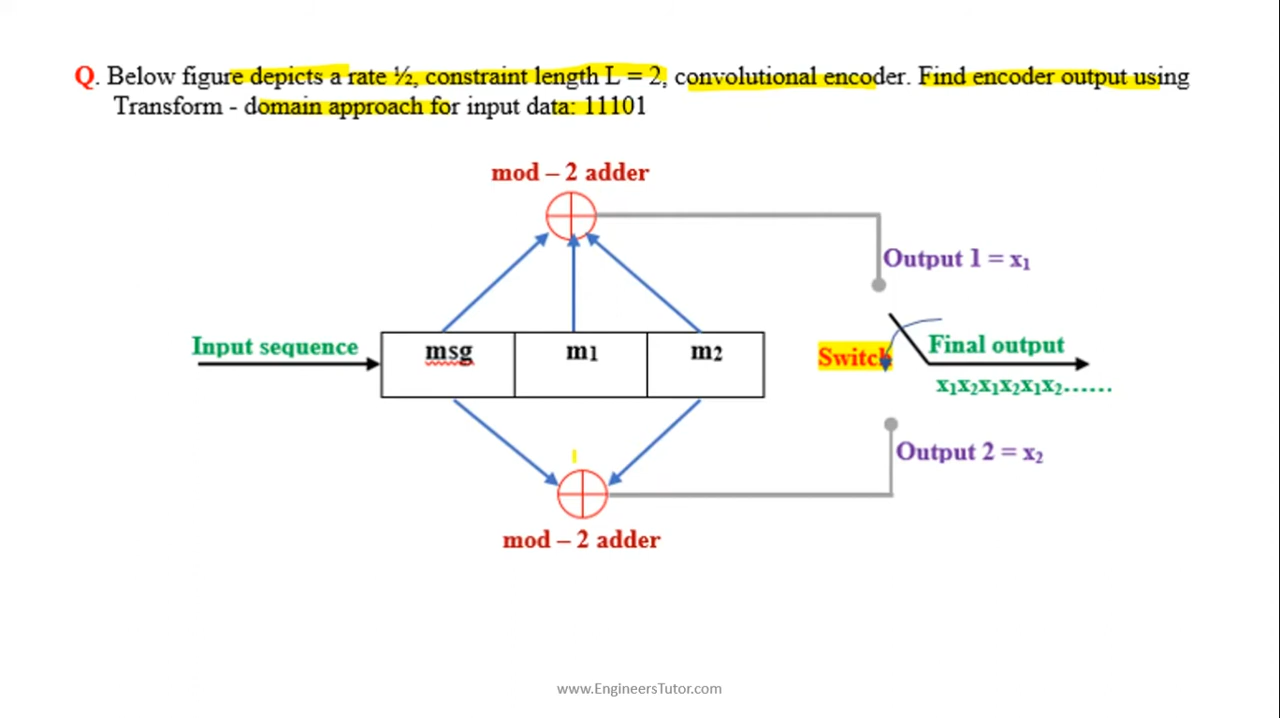 Q. Below figure depicts a rate ½, constraint length L = 2, convolutional encoder. Find encoder output using
Transform - domain approach for input data: 11101
mod – 2 adder
Output 1 = x₁
Input sequence
msg
m₁
m₂
Switch
Final output
x₁x₂x₁x₂x₁x₂......
Output 2 = x₂
mod – 2 adder
www.EngineersTutor.com